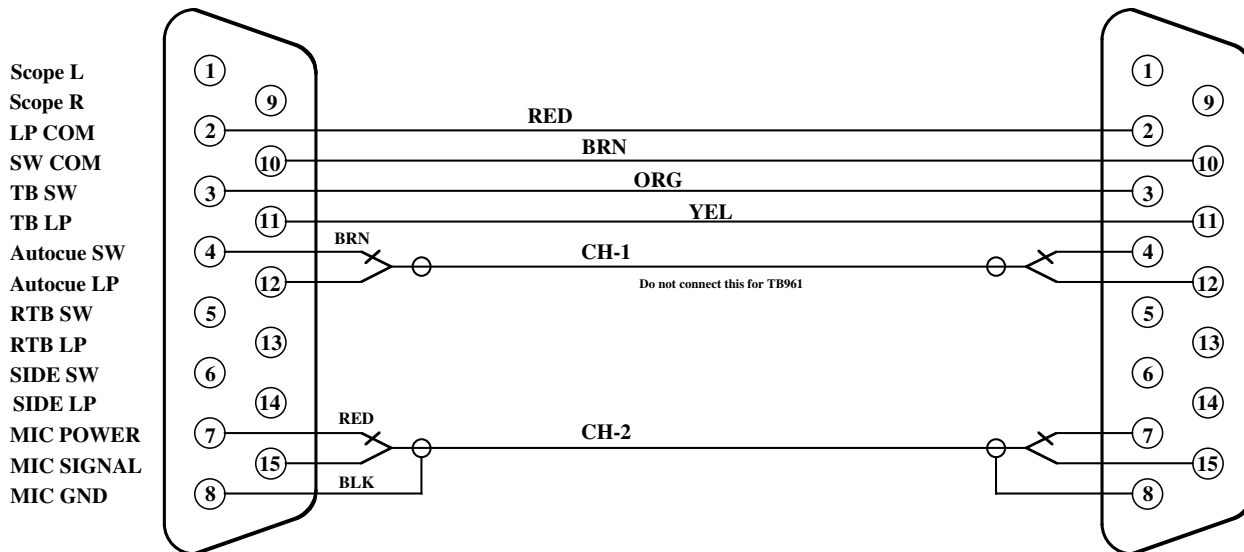 Scope L 1 1
Scope R 9 9
RED
LP COM 2 2
BRN
SW COM 10 10
ORG
TB SW 3 3
YEL
TB LP 11 11
Autocue SW 4 BRN CH-1 4
Autocue LP 12 Do not connect this for TB961 12
RTB SW 5 5
RTB LP 13 13
SIDE SW 6 6
SIDE LP 14 14
MIC POWER 7 RED CH-2 7
MIC SIGNAL 15 15
MIC GND 8 BLK 8